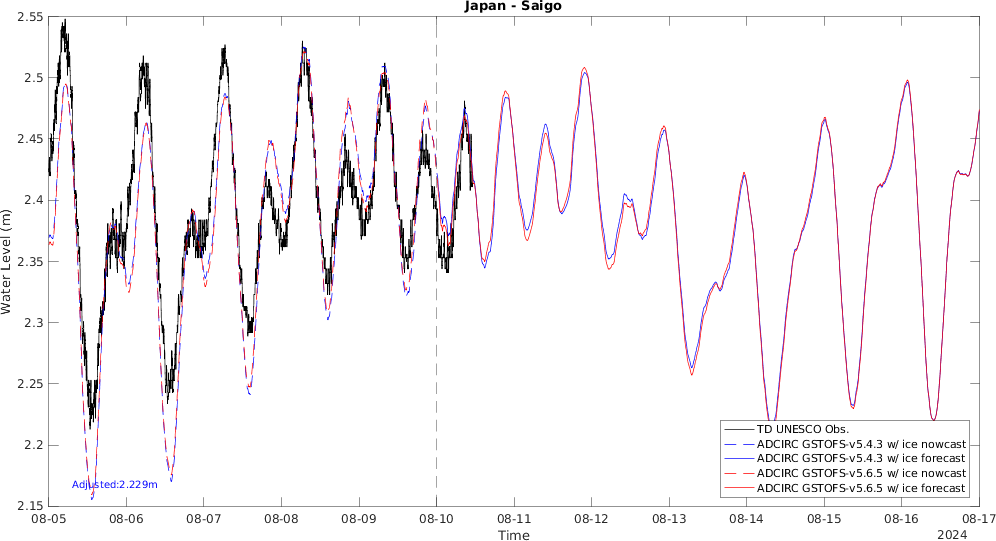 Japan - Saigo
2.55
2.5
2.45
2.4
2.35
2.3
2.25
2.2
2.15
Water Level (m)
Adjusted:2.229m
TD UNESCO Obs.
ADCIRC GSTOFS-v5.4.3 w/ ice nowcast
ADCIRC GSTOFS-v5.4.3 w/ ice forecast
ADCIRC GSTOFS-v5.6.5 w/ ice nowcast
ADCIRC GSTOFS-v5.6.5 w/ ice forecast
08-05 08-06 08-07 08-08 08-09 08-10 08-11 08-12 08-13 08-14 08-15 08-16 08-17
Time
2024